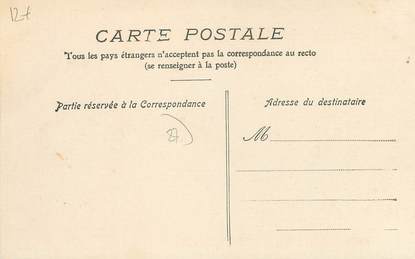 127
CARTE POSTALE
Tous les pays étrangers n'acceptent pas la correspondance au recto
(se renseigner à la poste)
Partie réservée à la Correspondance
Adresse du destinataire
M